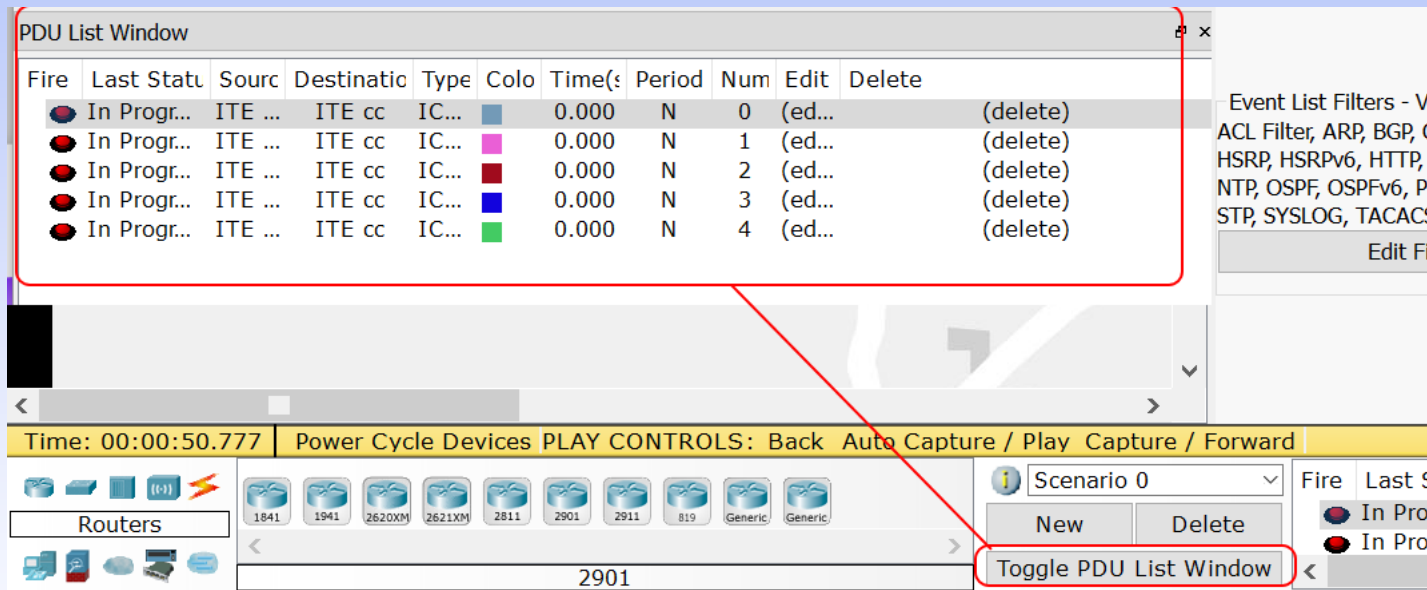 PDU List Window
Fire Last Statu Sourc Destinatio Type Colo Time(s Period Num Edit Delete
In Progr... ITE ... ITE cc IC... 0.000 N 0 (ed... (delete)
In Progr... ITE ... ITE cc IC... 0.000 N 1 (ed... (delete)
In Progr... ITE ... ITE cc IC... 0.000 N 2 (ed... (delete)
In Progr... ITE ... ITE cc IC... 0.000 N 3 (ed... (delete)
In Progr... ITE ... ITE cc IC... 0.000 N 4 (ed... (delete)
Event List Filters - V
ACL Filter, ARP, BGP,
HSRP, HSRPv6, HTTP,
NTP, OSPF, OSPFv6, P
STP, SYSLOG, TACACS
Edit Fi
Time: 00:00:50.777 Power Cycle Devices PLAY CONTROLS: Back Auto Capture / Play Capture / Forward
Routers
1841 1941 2620XM 2621XM 2811 2901 2911 819 Generic Generic
2901
Scenario 0
New Delete
Toggle PDU List Window
Fire Last S
In Pro
In Pro